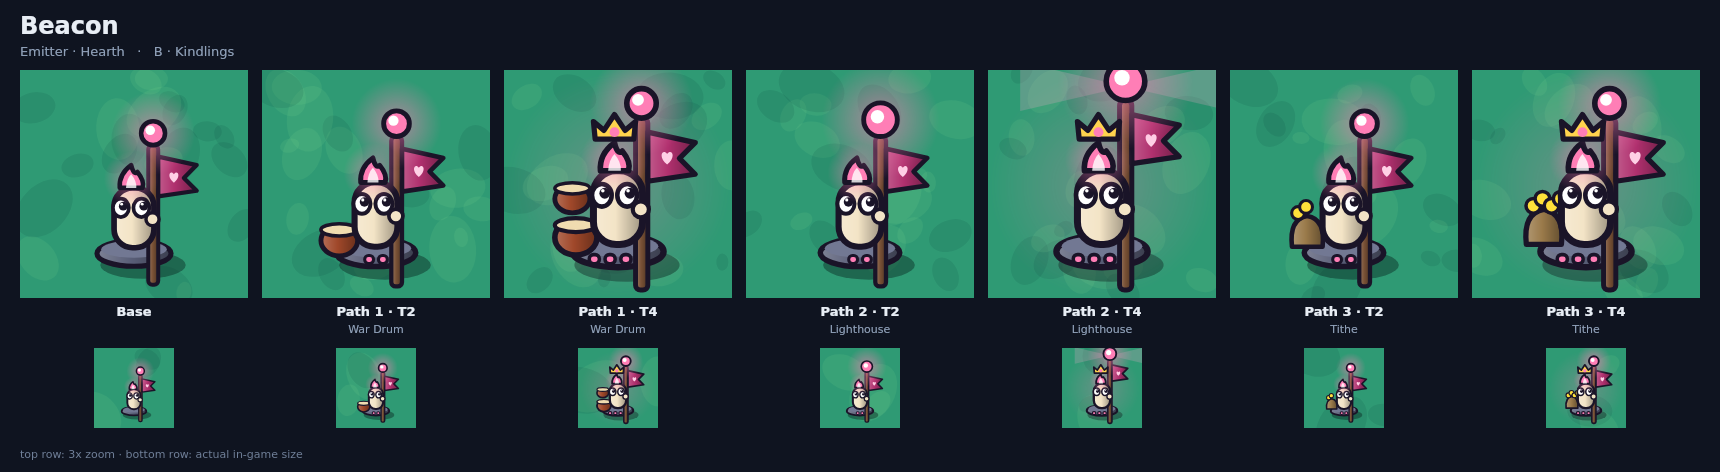 Beacon
Emitter · Hearth · B · Kindlings
Base
Path 1 · T2
War Drum
Path 1 · T4
War Drum
Path 2 · T2
Lighthouse
Path 2 · T4
Lighthouse
Path 3 · T2
Tithe
Path 3 · T4
Tithe
top row: 3x zoom · bottom row: actual in-game size